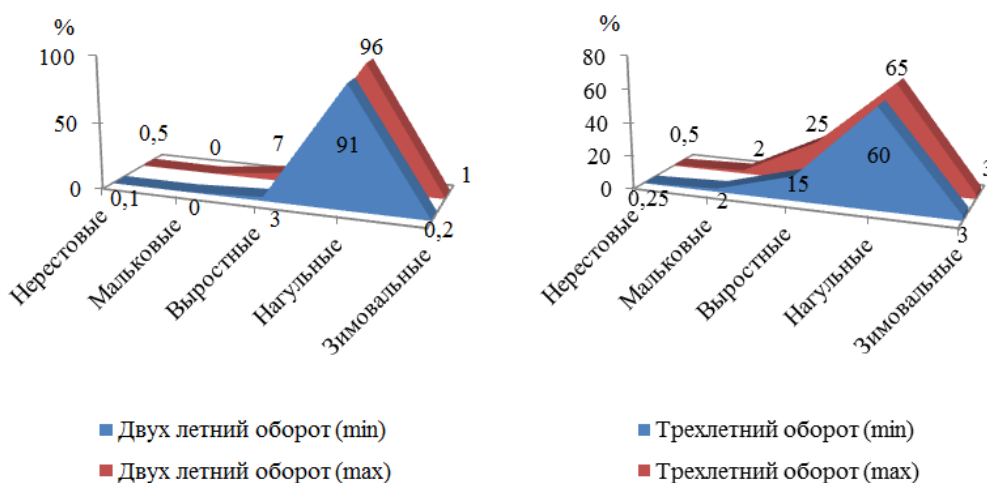 %
100
50
0
0,5
0
7
96
1
0,1
0
3
91
0,2
Нерестовые
Мальковые
Выростные
Нагульные
Зимовальные
Двух летний оборот (min)
Двух летний оборот (max)
%
80
60
40
20
0
0,5
2
25
65
3
0,25
2
15
60
3
Нерестовые
Мальковые
Выростные
Нагульные
Зимовальные
Трехлетний оборот (min)
Трехлетний оборот (max)